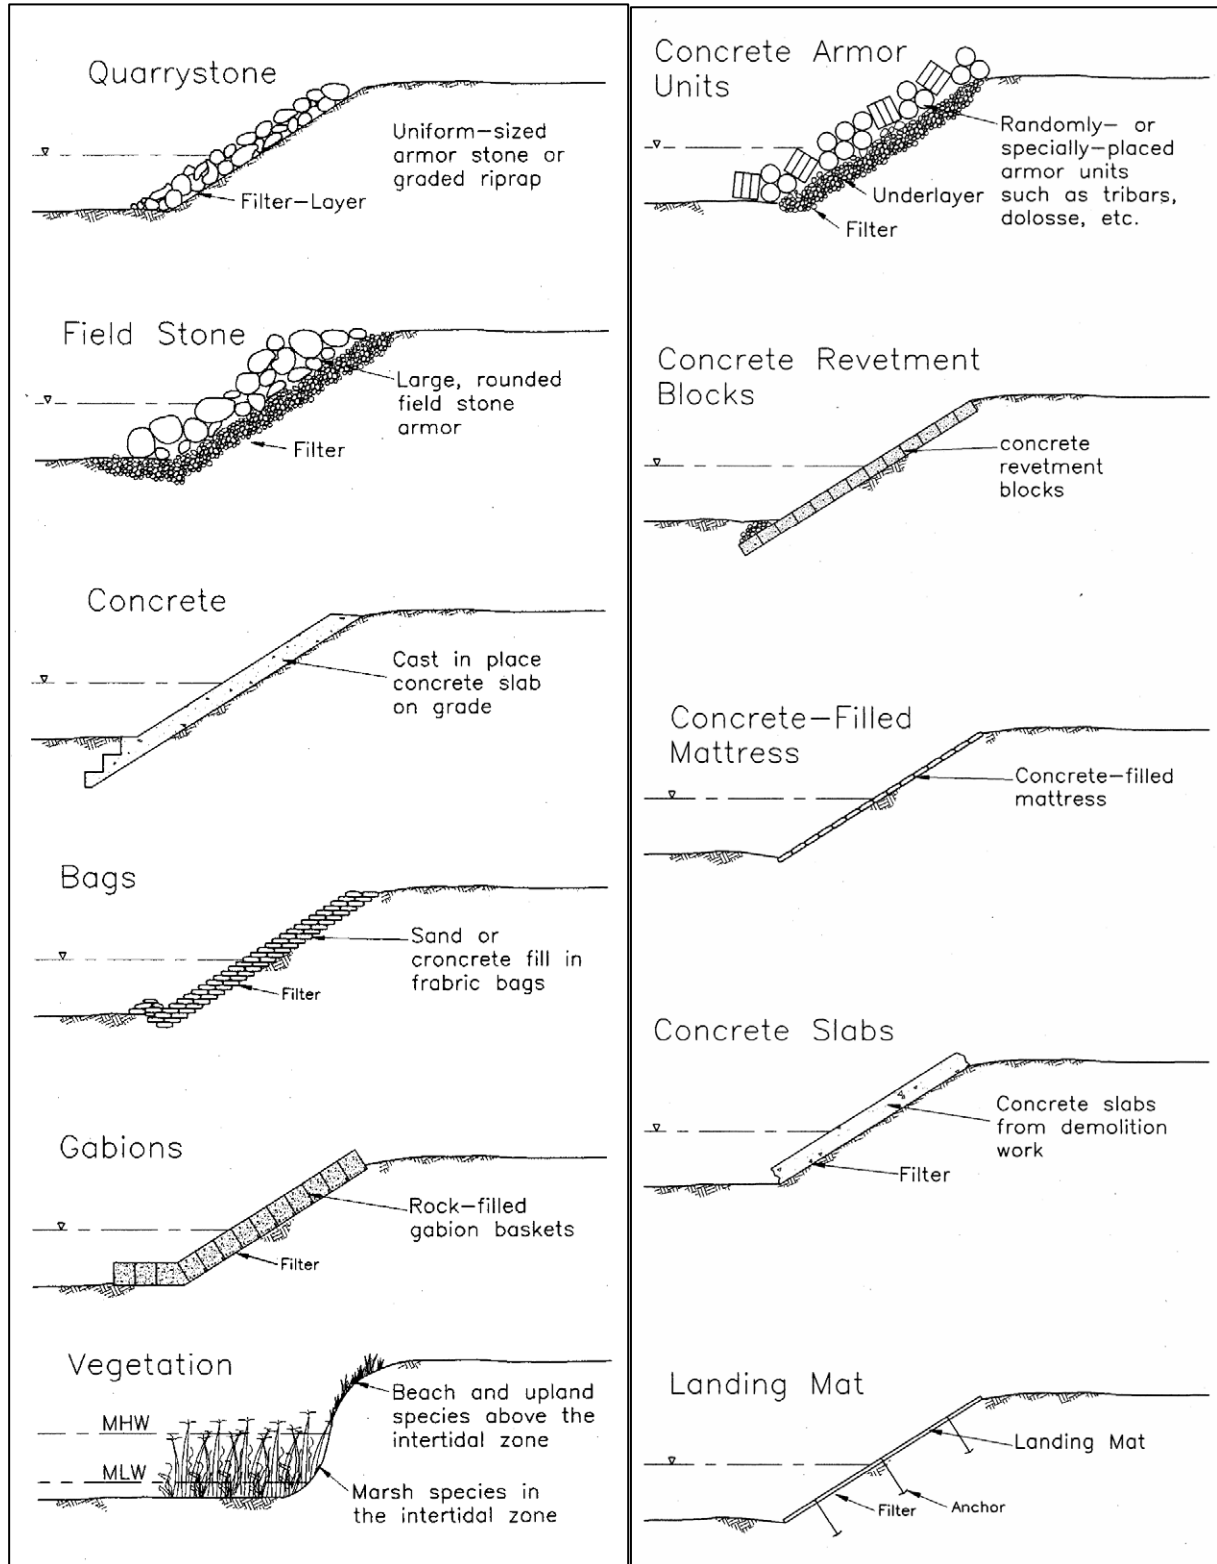 Quarrystone
Uniform-sized
armor stone or
graded riprap
Filter-Layer
Field Stone
Large, rounded
field stone
armor
Filter
Concrete
Cast in place
concrete slab
on grade
Bags
Sand or
croncrete fill in
frabric bags
Filter
Gabions
Rock-filled
gabion baskets
Filter
Vegetation
MHW
MLW
Beach and upland
species above the
intertidal zone
Marsh species in
the intertidal zone
Concrete Armor
Units
Randomly- or
specially-placed
armor units
such as tribars,
dolosse, etc.
Underlayer
Filter
Concrete Revetment
Blocks
concrete
revetment
blocks
Concrete-Filled
Mattress
Concrete-filled
mattress
Concrete Slabs
Concrete slabs
from demolition
work
Filter
Landing Mat
Landing Mat
Filter
Anchor